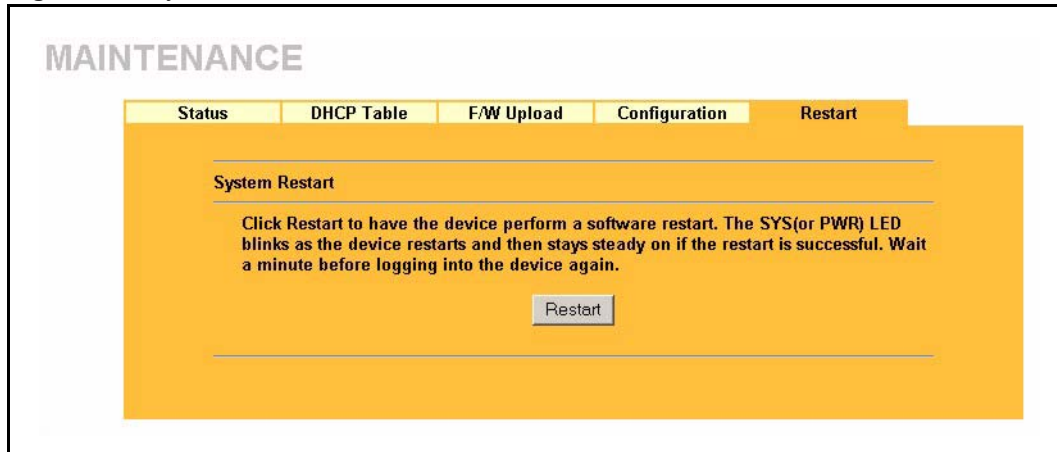 MAINTENANCE
Status DHCP Table F/W Upload Configuration Restart
System Restart
Click Restart to have the device perform a software restart. The SYS(or PWR) LED
blinks as the device restarts and then stays steady on if the restart is successful. Wait
a minute before logging into the device again.
Restart